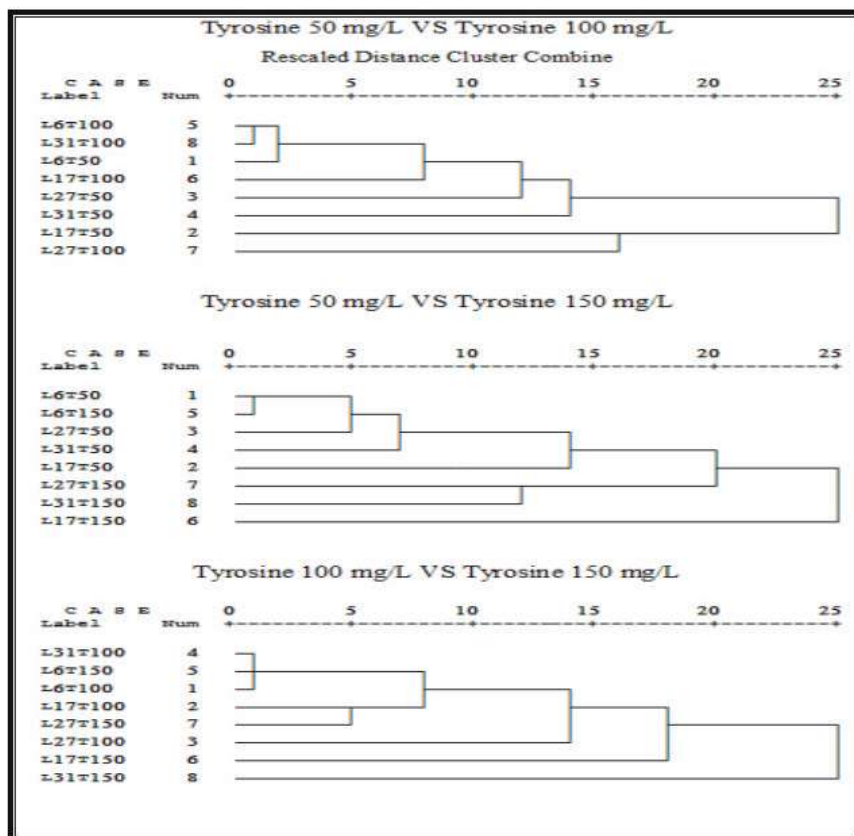 Tyrosine 50 mg/L VS Tyrosine 100 mg/L
Rescaled Distance Cluster Combine
C A S E 0 5 10 15 20 25
Label Num
L6T100 5
L31T100 8
L6T50 1
L17T100 6
L27T50 3
L31T50 4
L17T50 2
L27T100 7
Tyrosine 50 mg/L VS Tyrosine 150 mg/L
C A S E 0 5 10 15 20 25
Label Num
L6T50 1
L6T150 5
L27T50 3
L31T50 4
L17T50 2
L27T150 7
L31T150 8
L17T150 6
Tyrosine 100 mg/L VS Tyrosine 150 mg/L
C A S E 0 5 10 15 20 25
Label Num
L31T100 4
L6T150 5
L6T100 1
L17T100 2
L27T150 7
L27T100 3
L17T150 6
L31T150 8